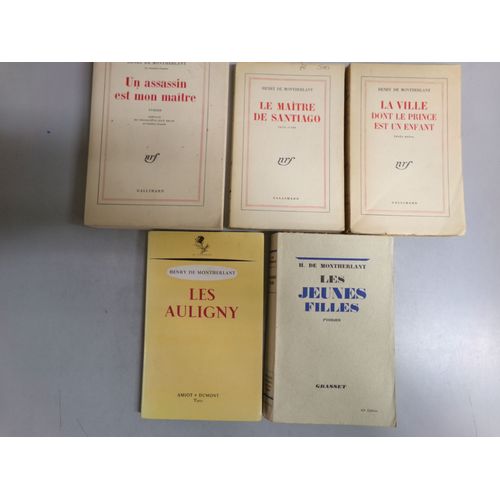 HENRY DE MONTHERLANT
Un assassin
est mon maître
roman
nrf
GALLIMARD
HENRY DE MONTHERLANT
LE MAÎTRE
DE SANTIAGO
nrf
GALLIMARD
HENRY DE MONTHERLANT
LA VILLE
DONT LE PRINCE
EST UN ENFANT
nrf
GALLIMARD
HENRY DE MONTHERLANT
LES
AULIGNY
AMIOT • DUMONT
Paris
H. DE MONTHERLANT
LES
JEUNES
FILLES
roman
GRASSET